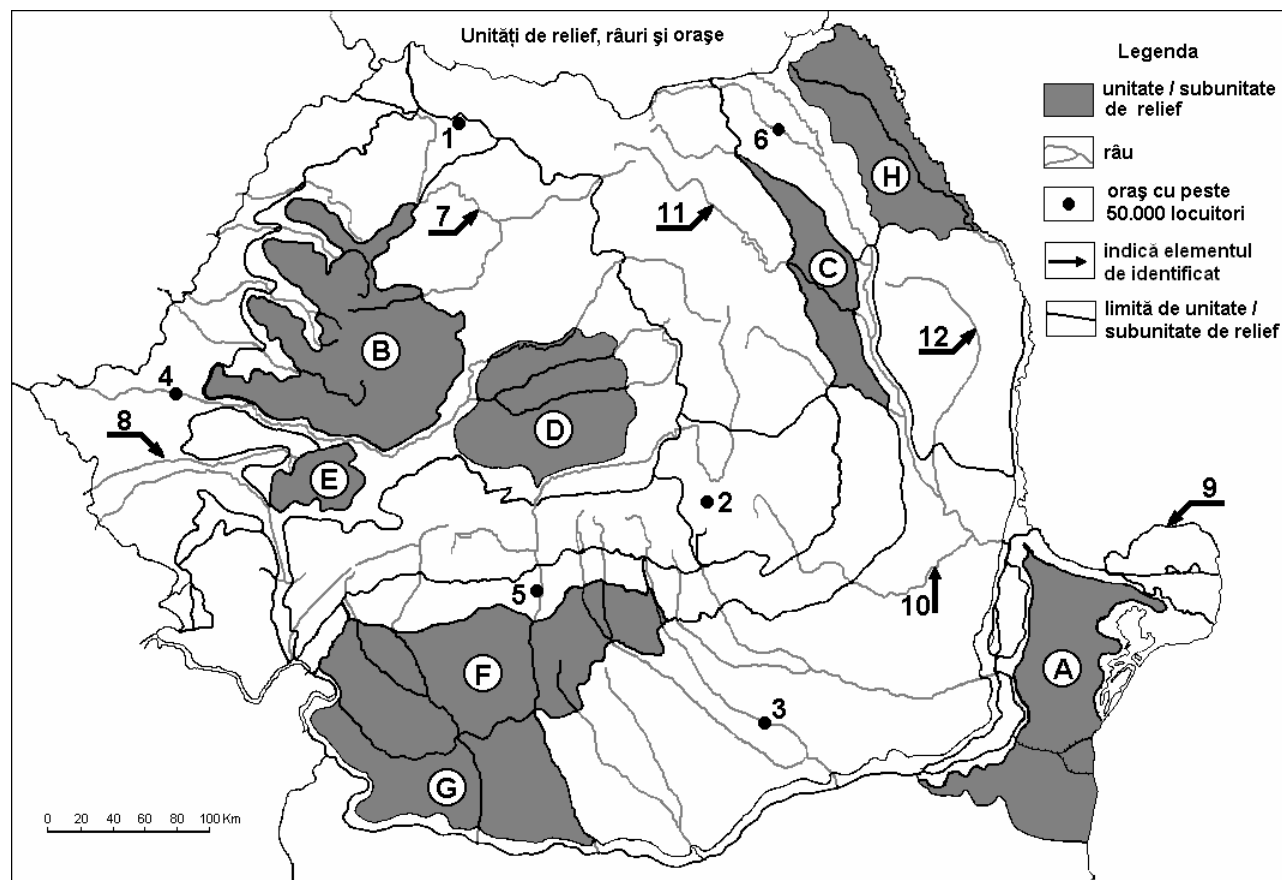 Unități de relief, râuri şi oraşe
Legenda
unitate / subunitate
de relief
râu
oraş cu peste
50.000 locuitori
indică elementul
de identificat
limită de unitate /
subunitate de relief
1
6
H
7
11
C
B
12
4
D
8
E
2
9
5
10
F
A
3
G
0 20 40 60 80 100 Km